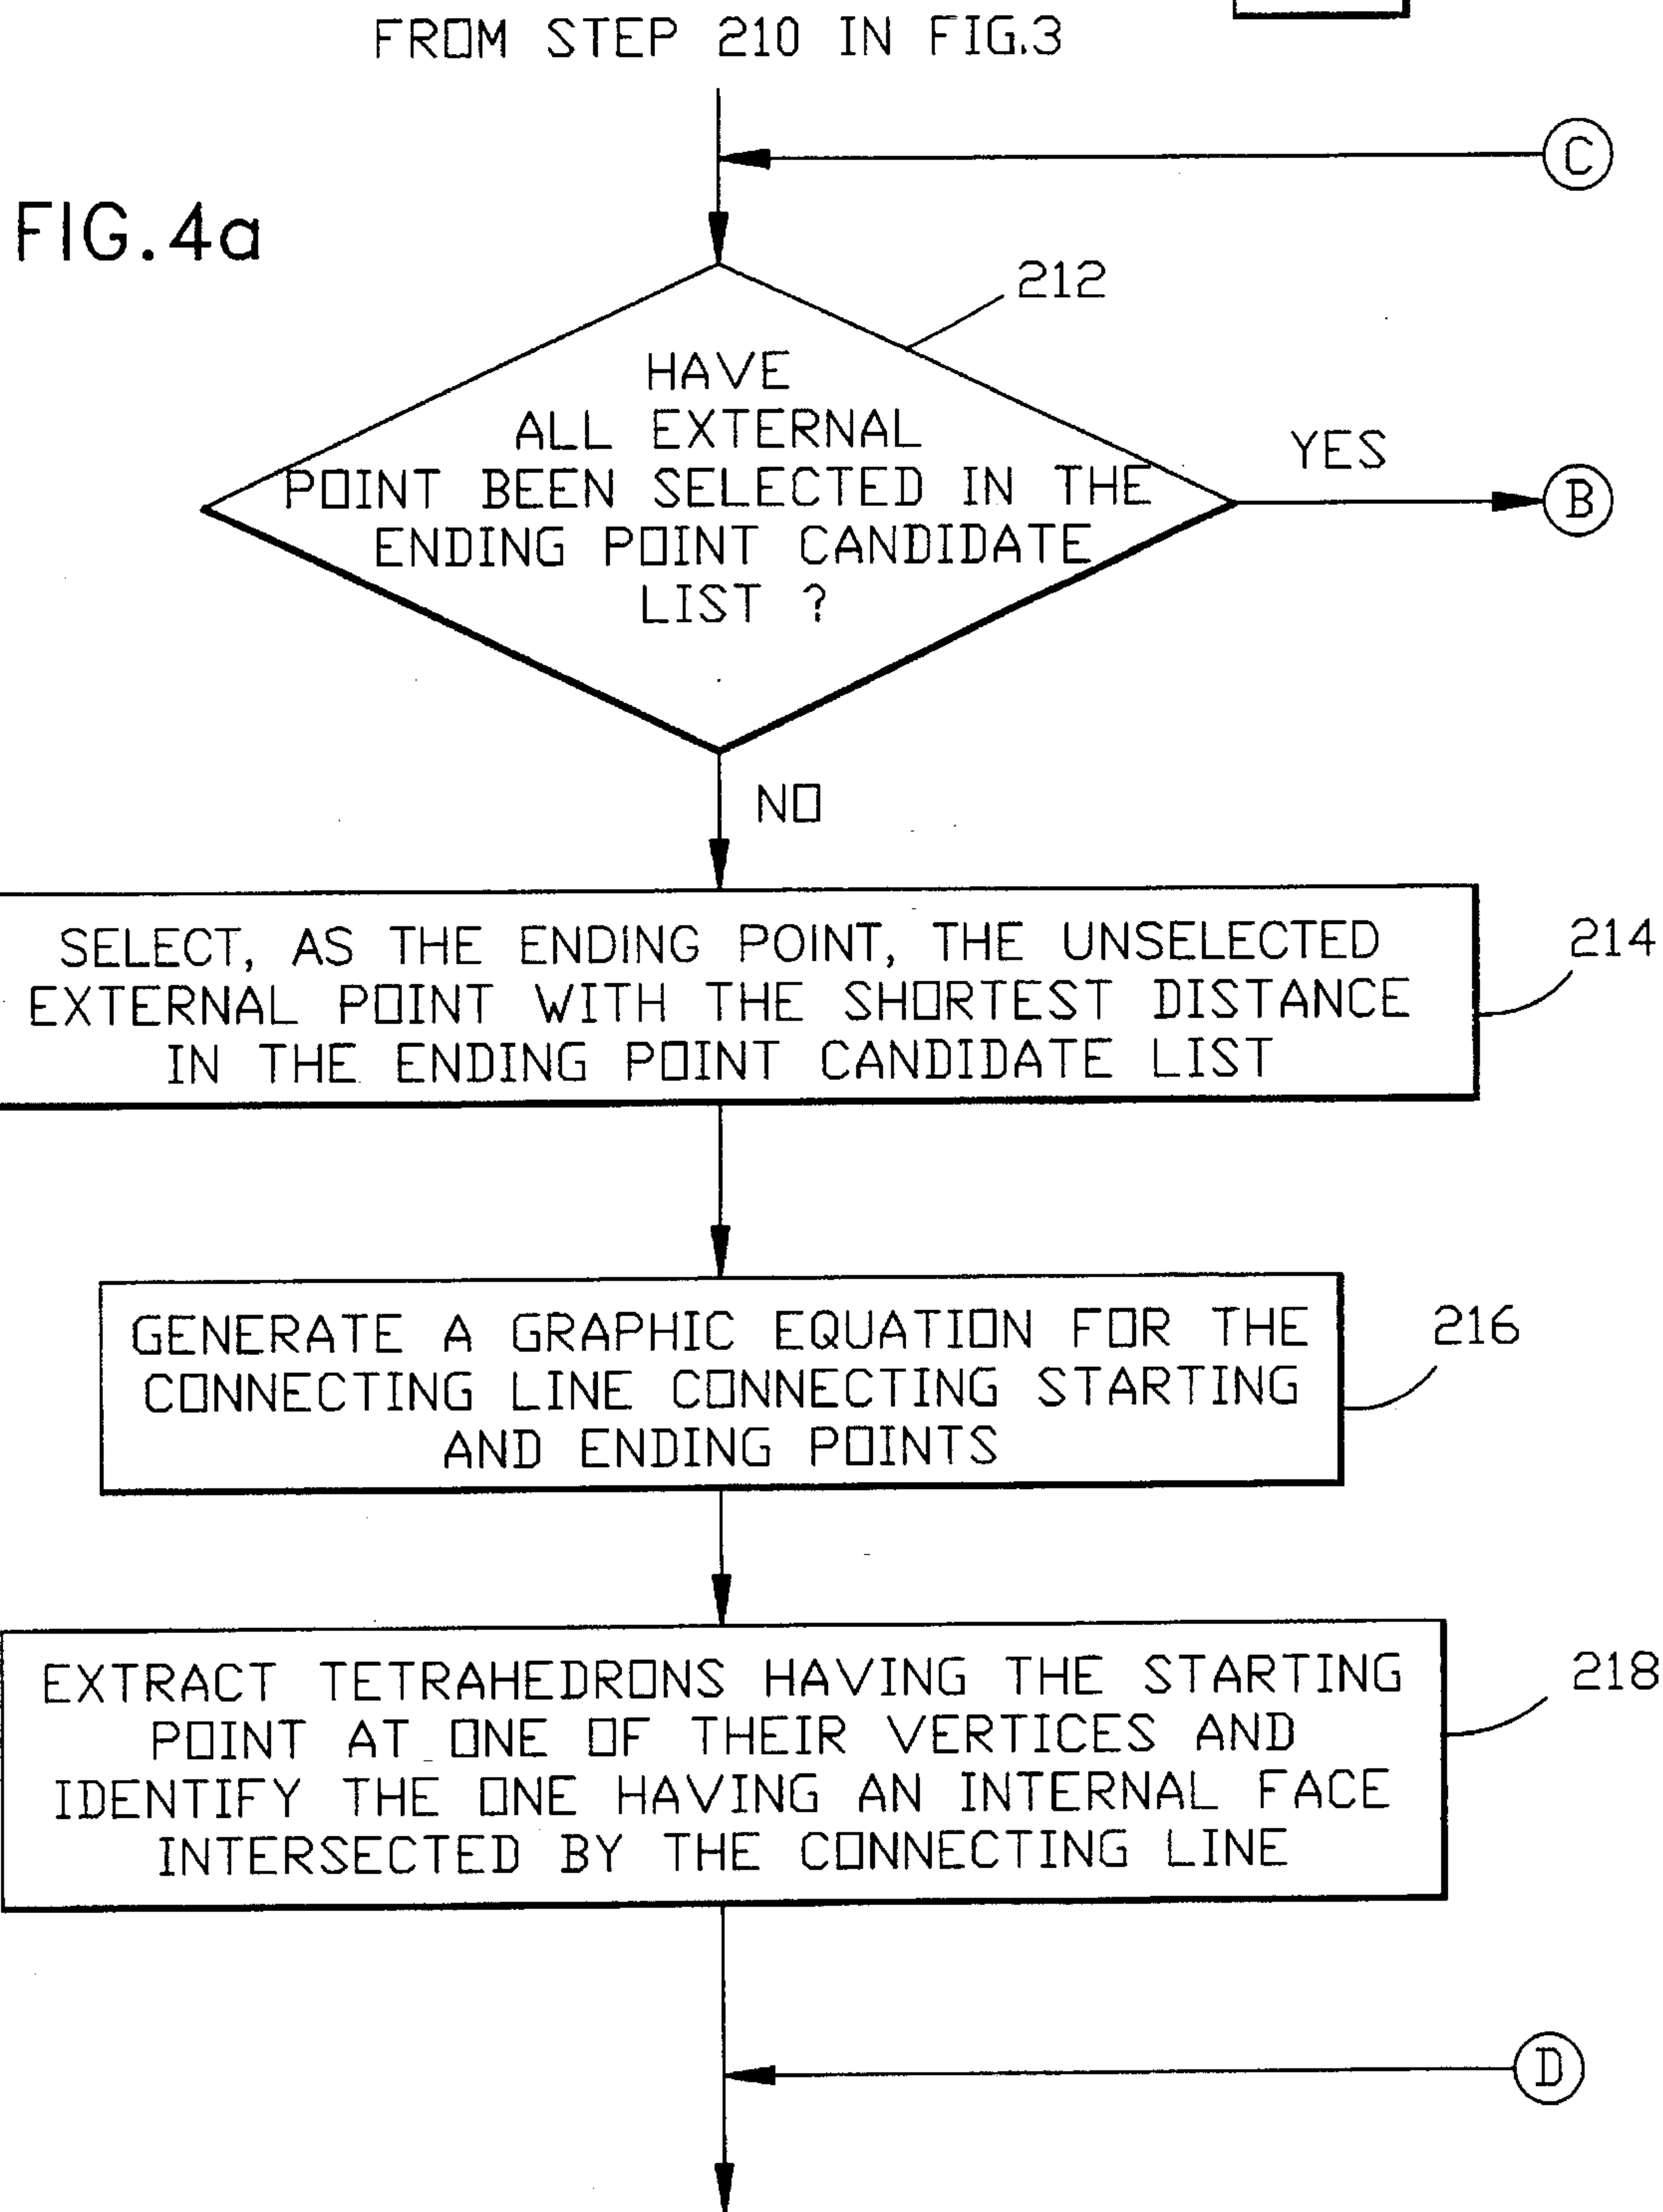 FROM STEP 210 IN FIG.3
C
FIG.4a
212
HAVE
ALL EXTERNAL
POINT BEEN SELECTED IN THE
ENDING POINT CANDIDATE
LIST ?
YES
B
NO
SELECT, AS THE ENDING POINT, THE UNSELECTED
EXTERNAL POINT WITH THE SHORTEST DISTANCE
IN THE ENDING POINT CANDIDATE LIST
214
GENERATE A GRAPHIC EQUATION FOR THE
CONNECTING LINE CONNECTING STARTING
AND ENDING POINTS
216
EXTRACT TETRAHEDRONS HAVING THE STARTING
POINT AT ONE OF THEIR VERTICES AND
IDENTIFY THE ONE HAVING AN INTERNAL FACE
INTERSECTED BY THE CONNECTING LINE
218
D